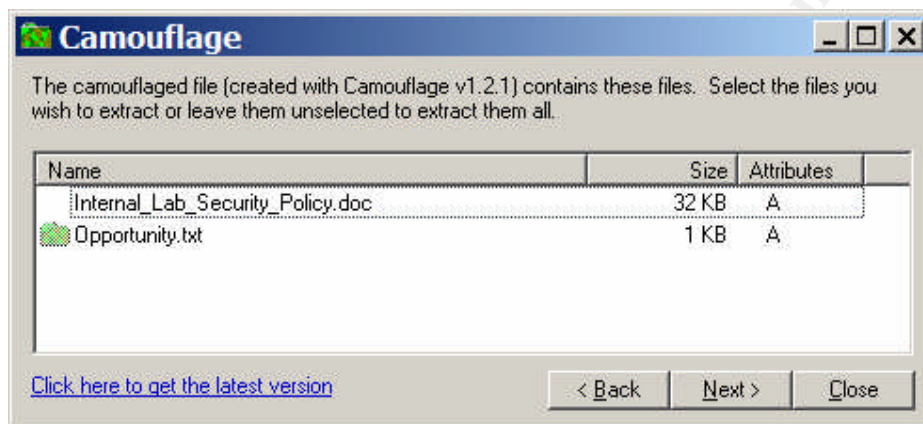 Camouflage
The camouflaged file (created with Camouflage v1.2.1) contains these files. Select the files you
wish to extract or leave them unselected to extract them all.
Name Size Attributes
Internal_Lab_Security_Policy.doc 32 KB A
Opportunity.txt 1 KB A
Click here to get the latest version < Back Next > Close